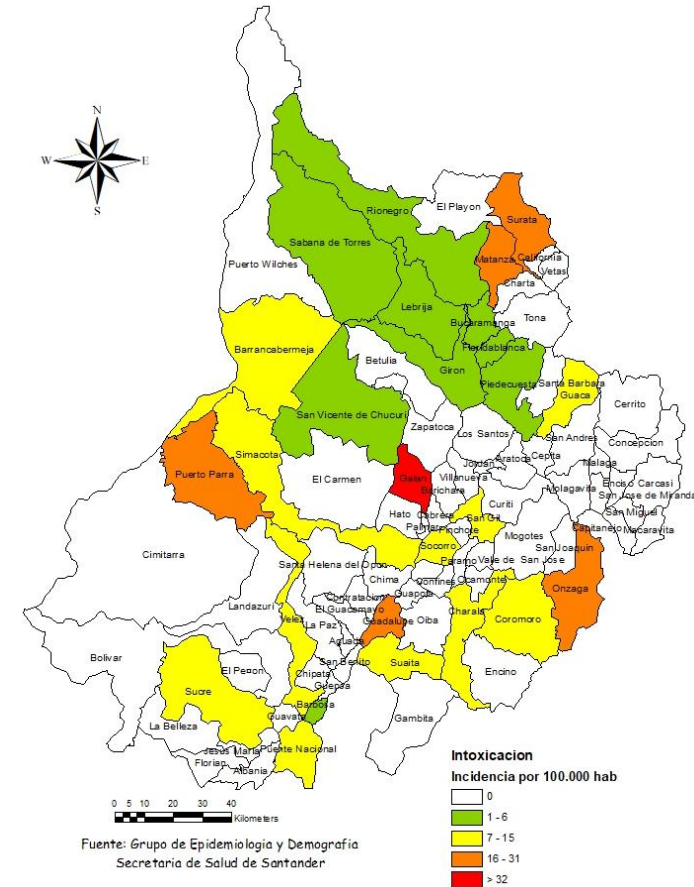 N
W E
S
El Playon
Surata
Rionegro
Sabana de Torres
Matanza
California
Puerto Wilches
Vetas
Charta
Lebrija
Bucaramanga
Tona
Barrancabermeja
Floridablanca
Betulia
Giron
Piedecuesta
Santa Barbara
Guaca
San Vicente de Chucuri
Cerrito
Zapatoca
Los Santos
San Andres
Concepcion
Simacota
Puerto Parra
El Carmen
Galan
Jordan
Aratoca
Cepita
Malaga
Villanueva
Barichara
Molagavita
Enciso
Carcasi
San Jose de Miranda
Hato
Cabrera
Curiti
San Gil
San Miguel
Palmar
Pinchote
Mogotes
Capitanejo
Macaravita
Cimitarra
Socorro
San Joaquin
Santa Helena del Opon
Paramo
Valle de San Jose
Chima
Confines
Ocamonte
Onzaga
Contratacion
Guapota
Landazuri
El Guacamayo
Charala
Coromoro
Velez
La Paz
Guadalupe
Oiba
Aguada
Bolivar
San Benito
El Peñon
Chipata
Suaita
Encino
Guepsa
Sucre
Barbosa
Guavata
Gambita
La Belleza
Jesus Maria
Puente Nacional
Florian
Albania
Intoxicacion
Incidencia por 100.000 hab
0
1 - 6
7 - 15
16 - 31
> 32
0 5 10 20 30 40
Kilometers
Fuente: Grupo de Epidemiologia y Demografia
Secretaria de Salud de Santander